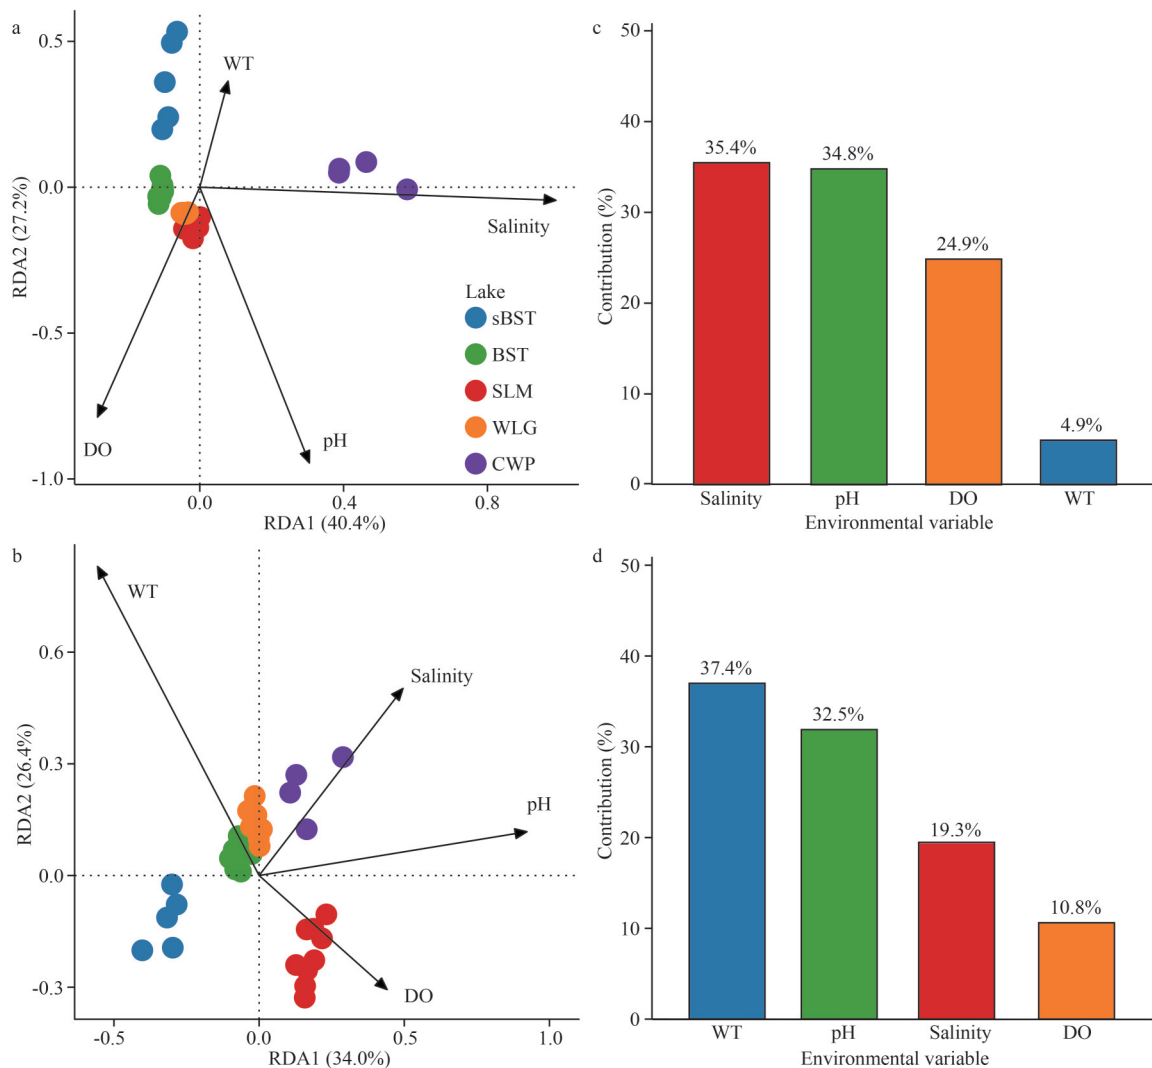 a
0.5
0.0
-0.5
-1.0
RDA2 (27.2%)
WT
Salinity
DO
pH
Lake
sBST
BST
SLM
WLG
CWP
0.0
0.4
0.8
RDA1 (40.4%)
c
50
40
30
20
10
0
Contribution (%)
35.4%
34.8%
24.9%
4.9%
Salinity
pH
DO
WT
Environmental variable
b
0.6
0.3
0.0
-0.3
RDA2 (26.4%)
WT
Salinity
pH
DO
-0.5
0.0
0.5
1.0
RDA1 (34.0%)
d
50
40
30
20
10
0
Contribution (%)
37.4%
32.5%
19.3%
10.8%
WT
pH
Salinity
DO
Environmental variable